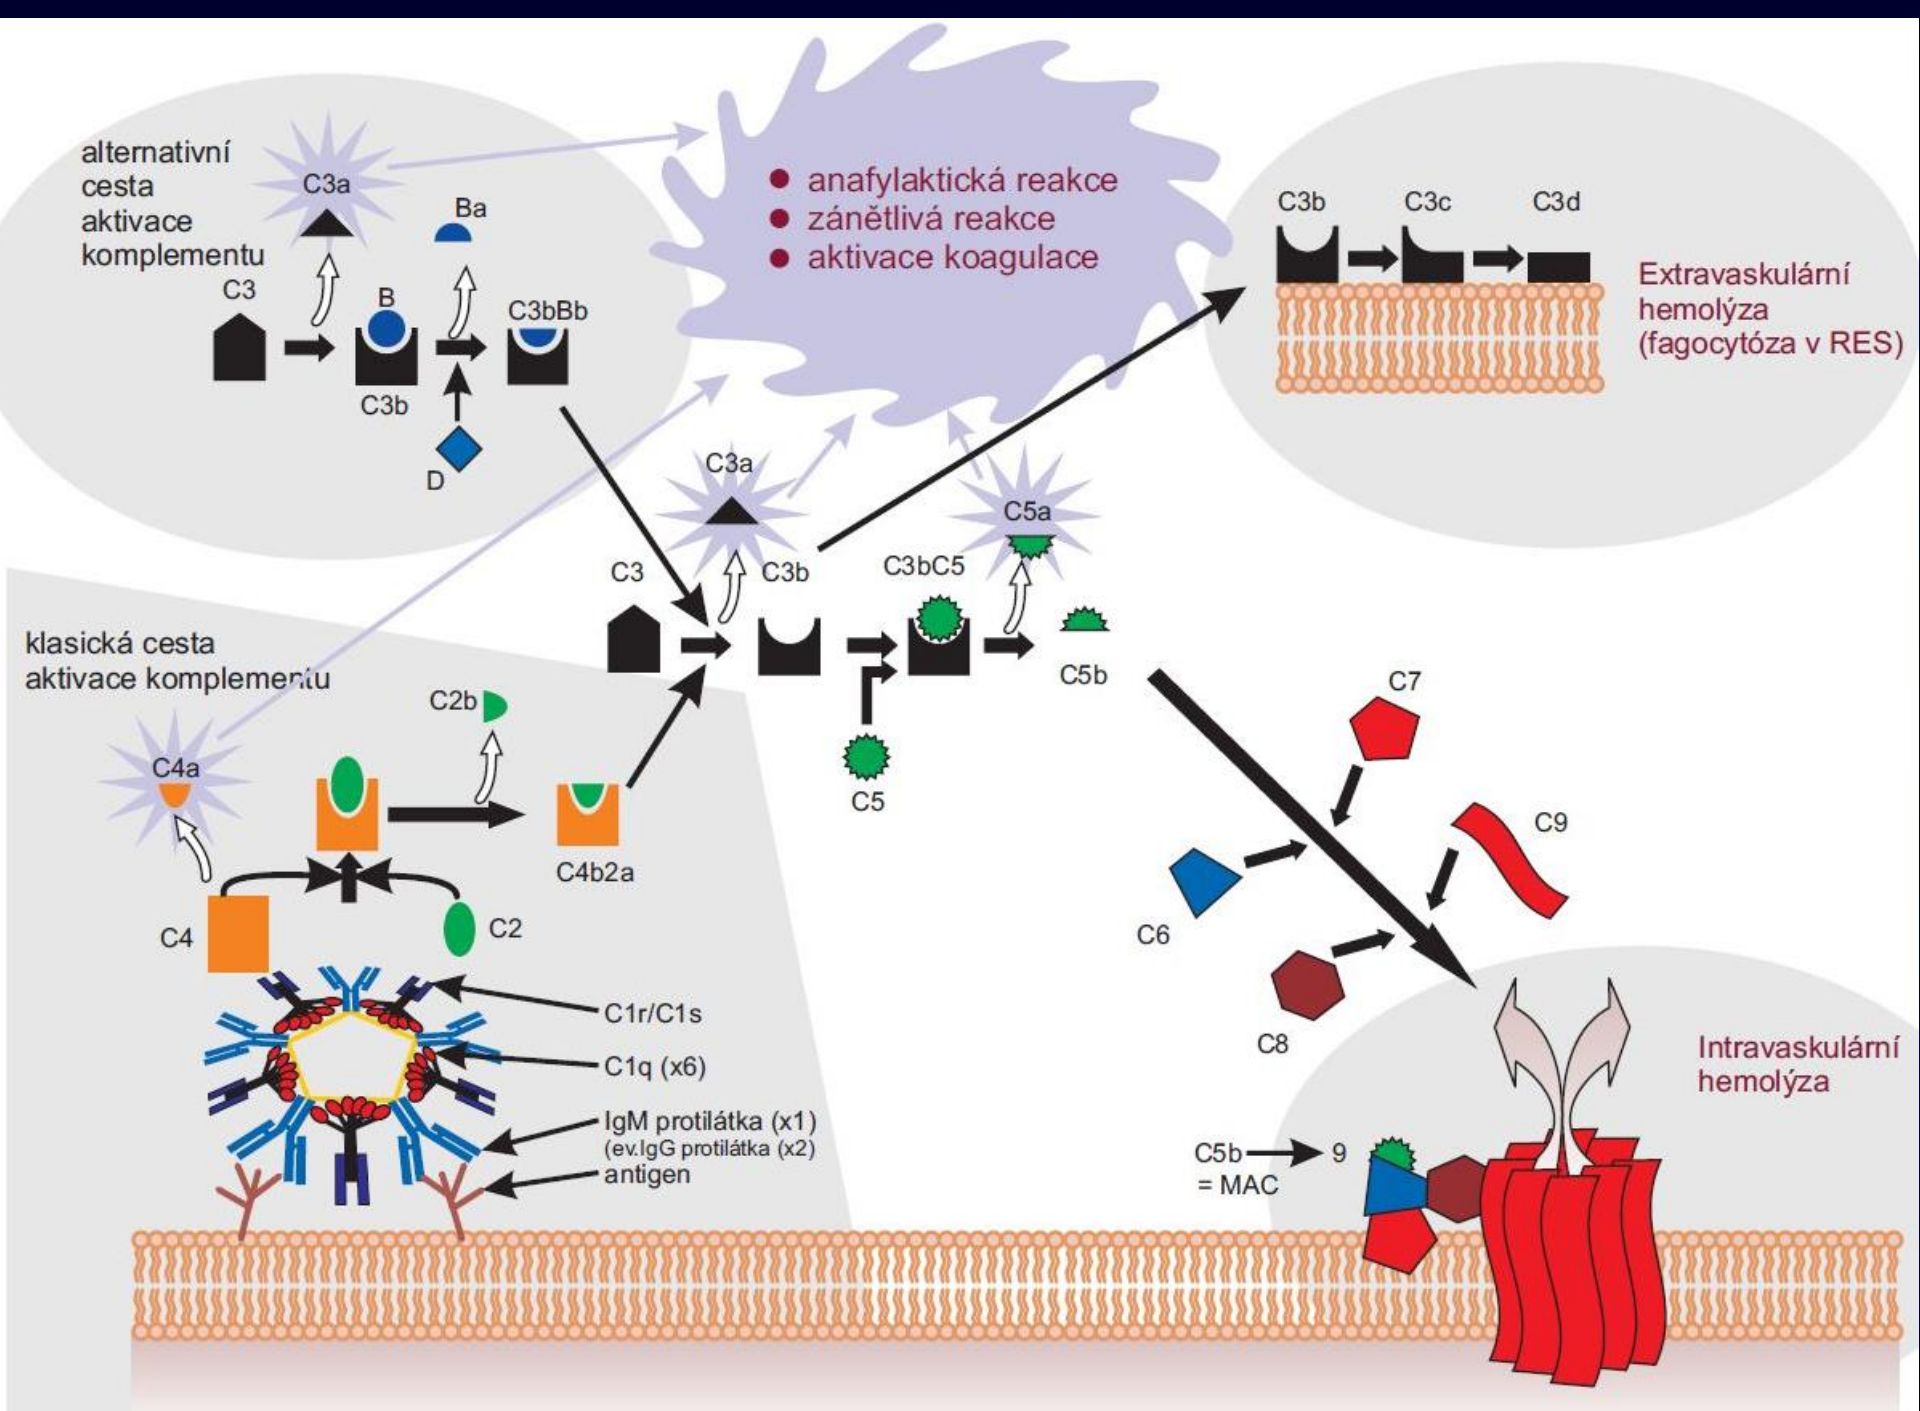 alternativní
cesta
aktivace
komplementu
C3a
Ba
C3
B
C3bBb
C3b
D
anafylaktická reakce
zánětlivá reakce
aktivace koagulace
C3b
C3c
C3d
Extravaskulární
hemolýza
(fagocytóza v RES)
C3a
C5a
C3
C3b
C3bC5
C5b
C5
klasická cesta
aktivace komplementu
C2b
C4a
C4b2a
C4
C2
C1r/C1s
C1q (x6)
IgM protilátka (x1)
(ev.IgG protilátka (x2)
antigen
C7
C9
C6
C8
Intravaskulární
hemolýza
C5b 9
= MAC